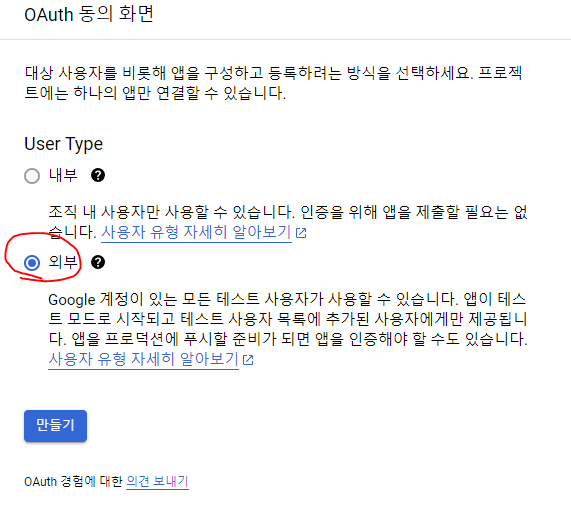 OAuth 동의 화면
대상 사용자를 비롯해 앱을 구성하고 등록하려는 방식을 선택하세요. 프로젝
트에는 하나의 앱만 연결할 수 있습니다.
User Type
내부
조직 내 사용자만 사용할 수 있습니다. 인증을 위해 앱을 제출할 필요는 없
습니다. 사용자 유형 자세히 알아보기
외부
Google 계정이 있는 모든 테스트 사용자가 사용할 수 있습니다. 앱이 테스
트 모드로 시작되고 테스트 사용자 목록에 추가된 사용자에게만 제공됩니
다. 앱을 프로덕션에 푸시할 준비가 되면 앱을 인증해야 할 수도 있습니다.
사용자 유형 자세히 알아보기
만들기
OAuth 경험에 대한 의견 보내기